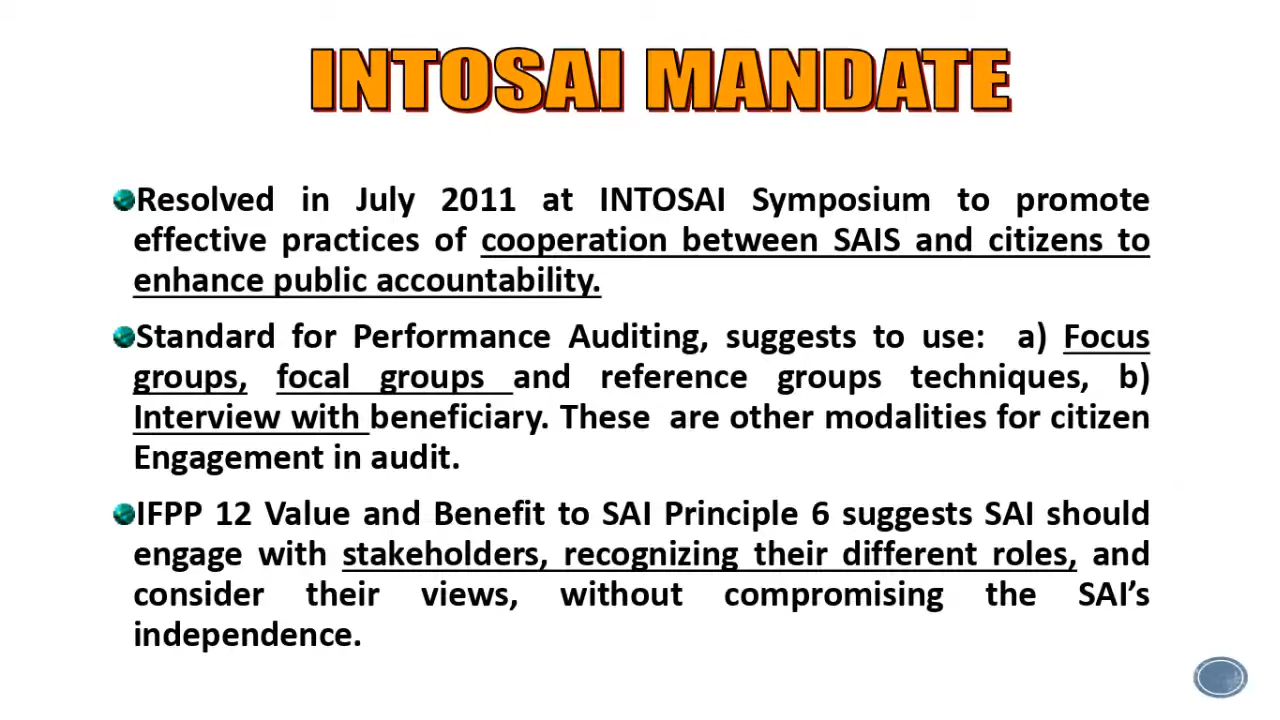 INTOSAI MANDATE
Resolved in July 2011 at INTOSAI Symposium to promote
effective practices of cooperation between SAIS and citizens to
enhance public accountability.
Standard for Performance Auditing, suggests to use: a) Focus
groups, focal groups and reference groups techniques, b)
Interview with beneficiary. These are other modalities for citizen
Engagement in audit.
IFPP 12 Value and Benefit to SAI Principle 6 suggests SAI should
engage with stakeholders, recognizing their different roles, and
consider their views, without compromising the SAI’s
independence.